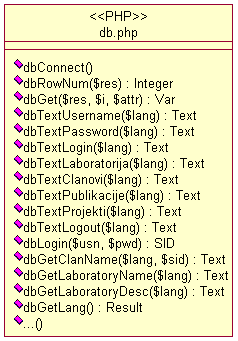 <<PHP>>
db.php
dbConnect()
dbRowNum($res) : Integer
dbGet($res, $i, $attr) : Var
dbTextUsername($lang) : Text
dbTextPassword($lang) : Text
dbTextLogin($lang) : Text
dbTextLaboratorija($lang) : Text
dbTextClanovi($lang) : Text
dbTextPublikacije($lang) : Text
dbTextProjekti($lang) : Text
dbTextLogout($lang) : Text
dbLogin($usn, $pwd) : SID
dbGetClanName($lang, $sid) : Text
dbGetLaboratoryName($lang) : Text
dbGetLaboratoryDesc($lang) : Text
dbGetLang() : Result
...()